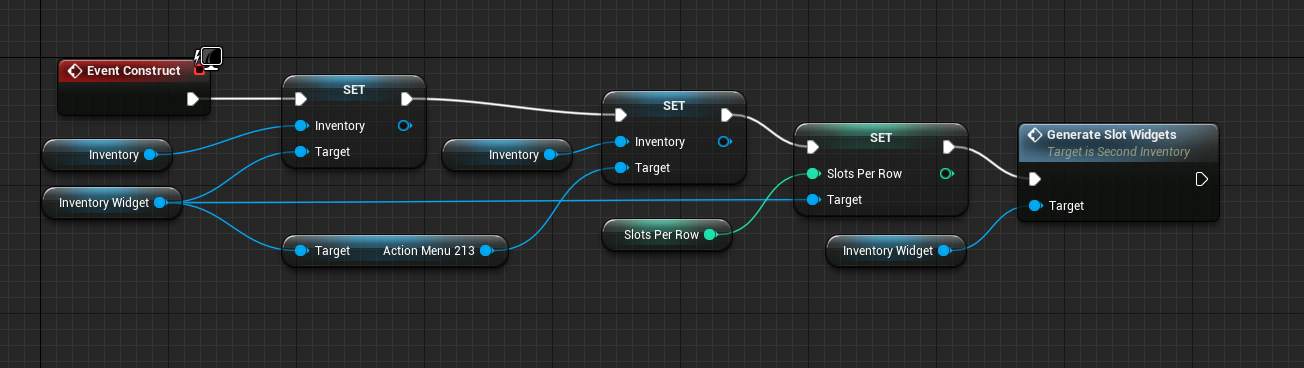 Event Construct
SET
Inventory
Target
Inventory
Inventory Widget
Target Action Menu 213
SET
Inventory
Target
Inventory
SET
Slots Per Row
Target
Slots Per Row
Generate Slot Widgets
Target is Second Inventory
Target
Inventory Widget